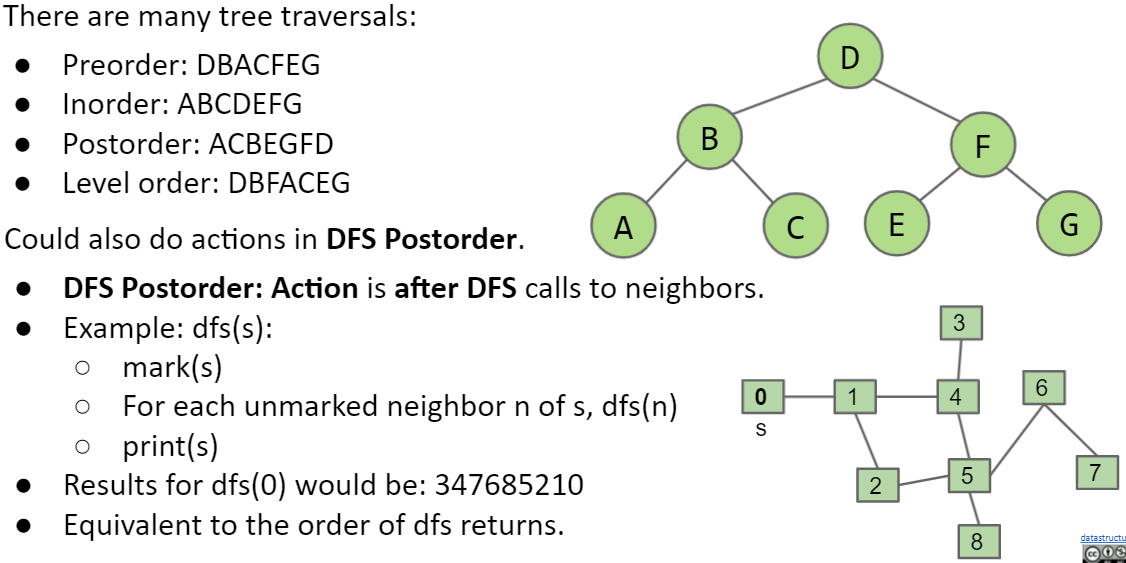 There are many tree traversals:
● Preorder: DBACFEG
● Inorder: ABCDEFG
● Postorder: ACBEGFD
● Level order: DBFACEG
Could also do actions in DFS Postorder.
● DFS Postorder: Action is after DFS calls to neighbors.
● Example: dfs(s):
○ mark(s)
○ For each unmarked neighbor n of s, dfs(n)
○ print(s)
● Results for dfs(0) would be: 347685210
● Equivalent to the order of dfs returns.
D
B
F
A
C
E
G
3
0
1
4
6
s
2
5
7
8
datastructu